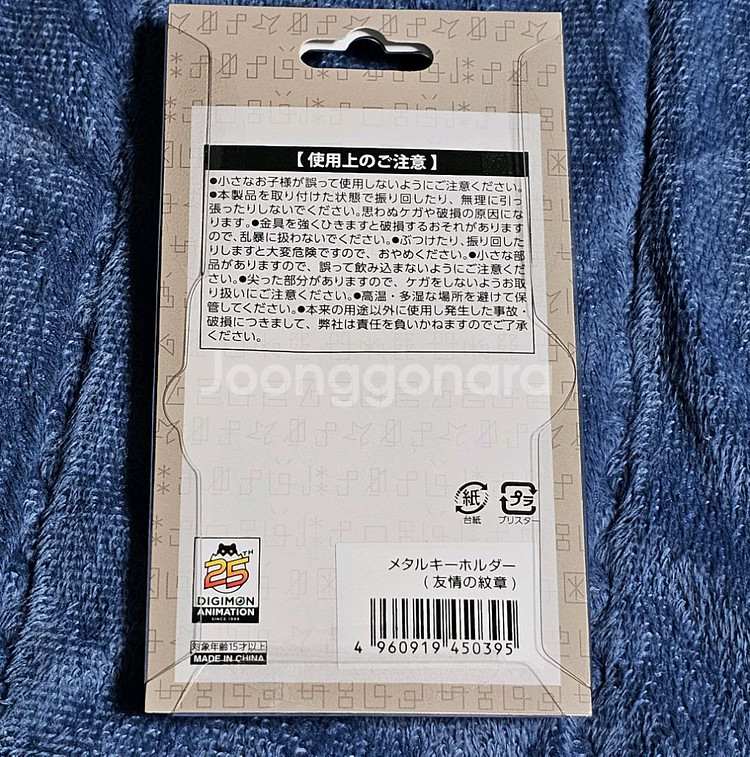 【使用上のご注意】
●小さなお子様が誤って使用しないようにご注意ください。
●本製品を取り付けた状態で振り回したり、無理に引っ
張ったりしないでください。思わぬケガや破損の原因にな
ります。●金具を強くひきますと破損するおそれがあります
ので、乱暴に扱わないでください。●ぶつけたり、振り回した
りしますと大変危険ですので、おやめください。●小さな部
品がありますので、誤って飲み込まないようにご注意くだ
さい。●尖った部分がありますので、ケガをしないようお取
り扱いにご注意ください。●高温・多湿な場所を避けて保
管してください。●本来の用途以外に使用し発生した事故・
破損につきまして、弊社は責任を負いかねますのでご了承
ください。
Joonggonara
紙
台紙
プラ
ブリスター
25TH
DIGIMON
ANIMATION
SINCE 1999
対象年齢15才以上
MADE IN CHINA
メタルキーホルダー
(友情の紋章)
4 960919 450395